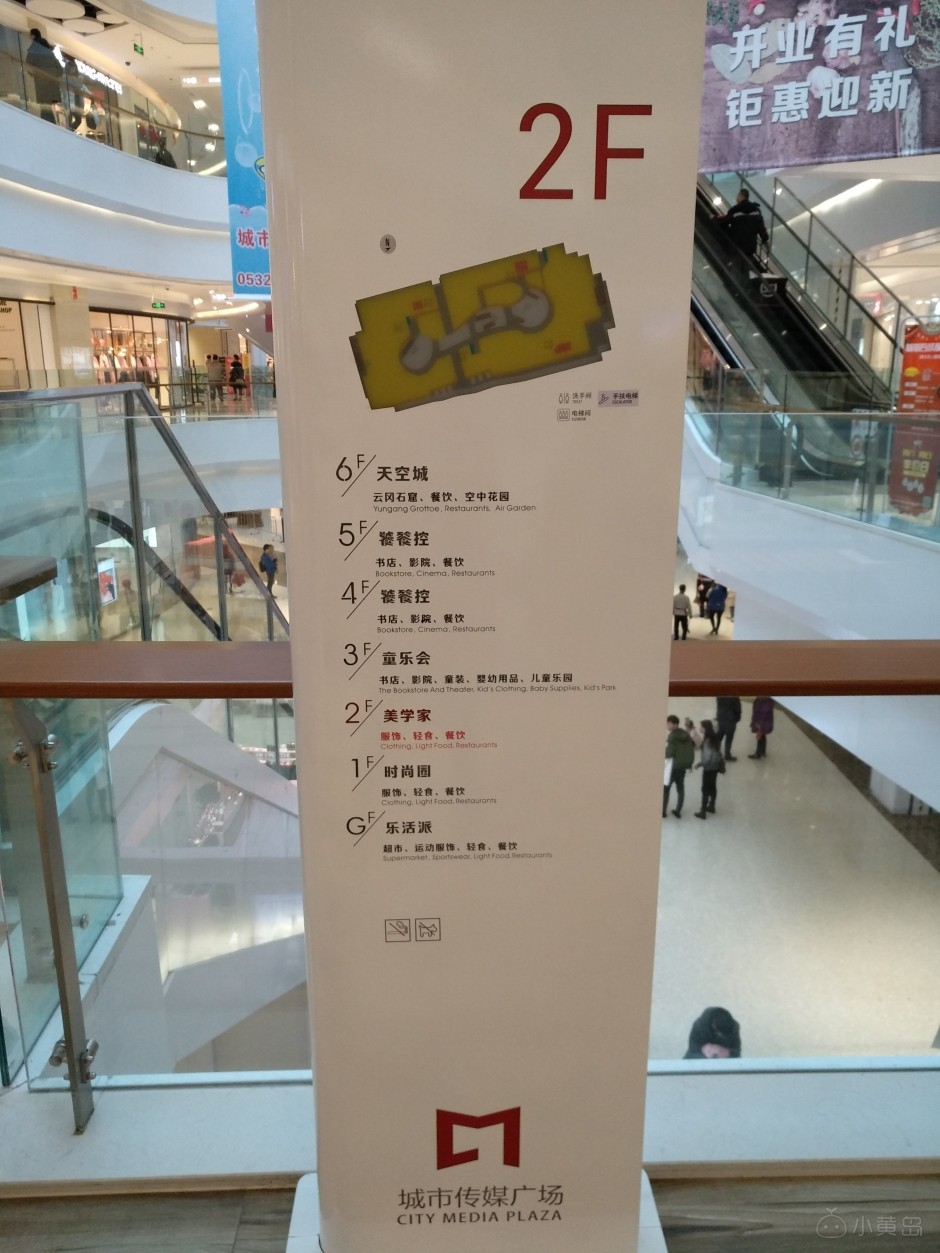 开业有礼
钜惠迎新
2F
城市
0532
N
洗手间
TOILET
手扶电梯
ESCALATOR
电梯间
6F 天空城
云冈石窟、餐饮、空中花园
Yungang Grottoe, Restaurants, Air Garden
5F 饕餮控
书店、影院、餐饮
Bookstore, Cinema, Restaurants
4F 饕餮控
书店、影院、餐饮
Bookstore, Cinema, Restaurants
3F 童乐会
书店、影院、童装、婴幼用品、儿童乐园
The Bookstore And Theater, Kid's Clothing, Baby Supplies, Kid's Park
2F 美学家
服饰、轻食、餐饮
Clothing, Light Food, Restaurants
1F 时尚园
服饰、轻食、餐饮
Clothing, Light Food, Restaurants
GF 乐活派
超市、运动服饰、轻食、餐饮
Supermarket, Sportswear, Light Food, Restaurants
城市传媒广场
CITY MEDIA PLAZA
小黄岛